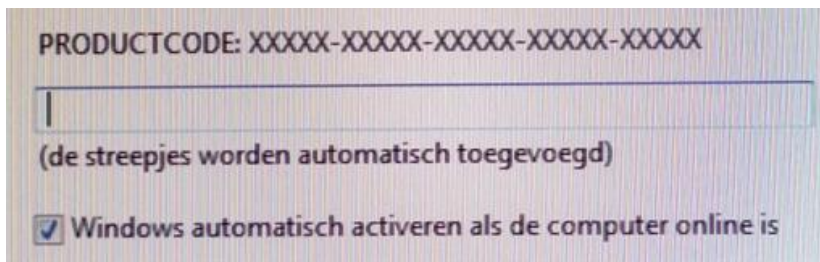 PRODUCTCODE: XXXXX-XXXXX-XXXXX-XXXXX-XXXXX
(de streepjes worden automatisch toegevoegd)
Windows automatisch activeren als de computer online is